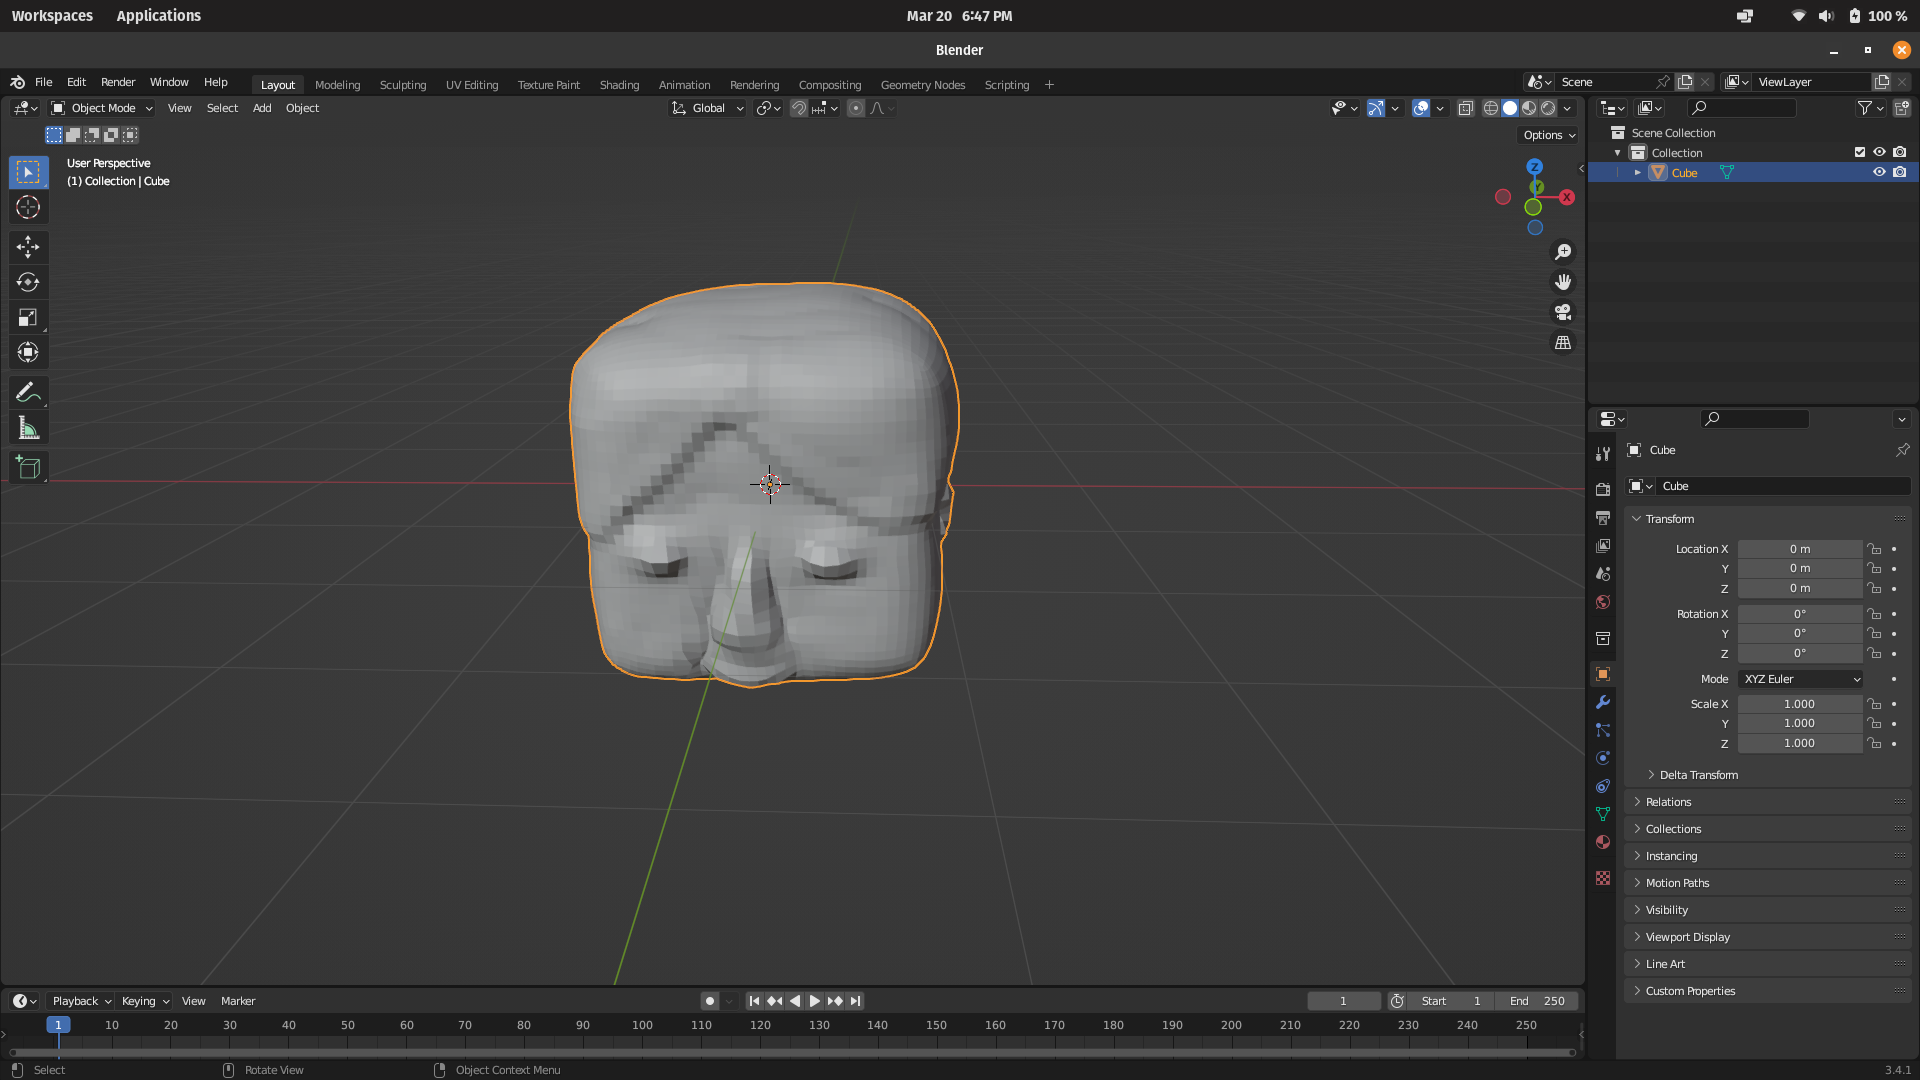 Workspaces Applications Mar 20 6:47 PM 100 %
Blender
File Edit Render Window Help Layout Modeling Sculpting UV Editing Texture Paint Shading Animation Rendering Compositing Geometry Nodes Scripting + Scene ViewLayer
Object Mode View Select Add Object Global
Options
User Perspective
(1) Collection | Cube
Z
X
Scene Collection
Collection
Cube
Cube
Cube
Transform
Location X 0 m
Y 0 m
Z 0 m
Rotation X 0°
Y 0°
Z 0°
Mode XYZ Euler
Scale X 1.000
Y 1.000
Z 1.000
Delta Transform
Relations
Collections
Instancing
Motion Paths
Visibility
Viewport Display
Line Art
Custom Properties
Playback Keying View Marker 1 Start 1 End 250
1 10 20 30 40 50 60 70 80 90 100 110 120 130 140 150 160 170 180 190 200 210 220 230 240 250
Select Rotate View Object Context Menu 3.4.1